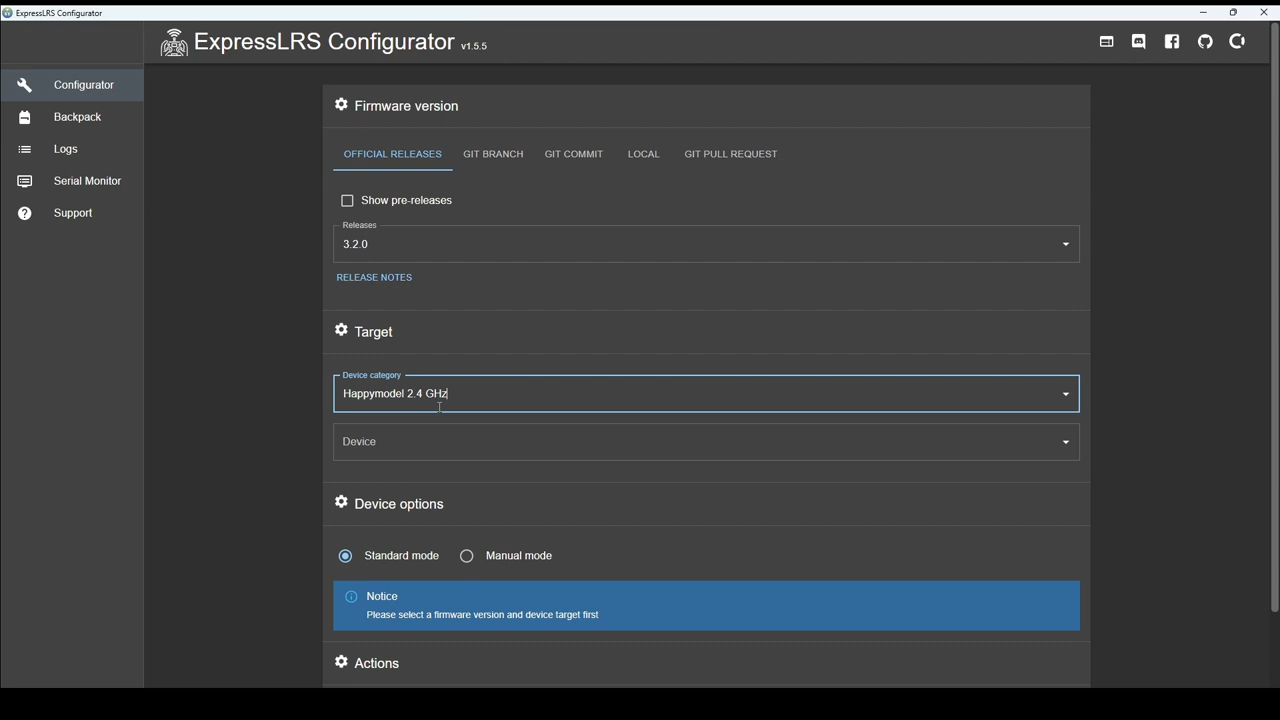 ExpressLRS Configurator
ExpressLRS Configurator v1.5.5
Configurator
Backpack
Logs
Serial Monitor
Support
Firmware version
OFFICIAL RELEASES GIT BRANCH GIT COMMIT LOCAL GIT PULL REQUEST
Show pre-releases
Releases
3.2.0
RELEASE NOTES
Target
Device category
Happymodel 2.4 GHz
Device
Device options
Standard mode Manual mode
Notice
Please select a firmware version and device target first
Actions